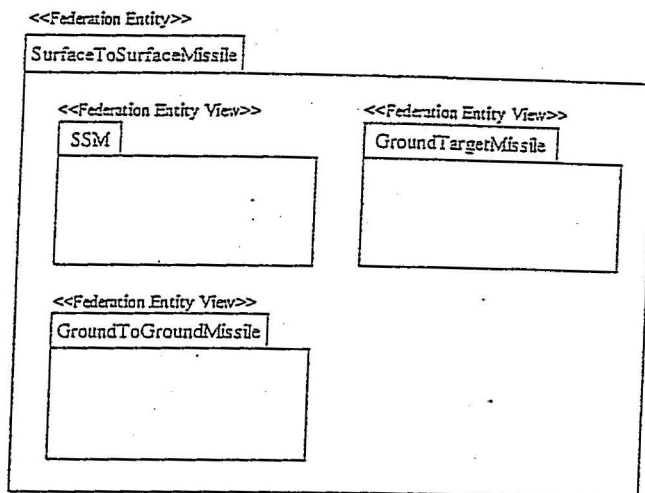 <<Federation Entity>>
SurfaceToSurfaceMissile
<<Federation Entity View>>
SSM
<<Federation Entity View>>
GroundTargetMissile
<<Federation Entity View>>
GroundToGroundMissile